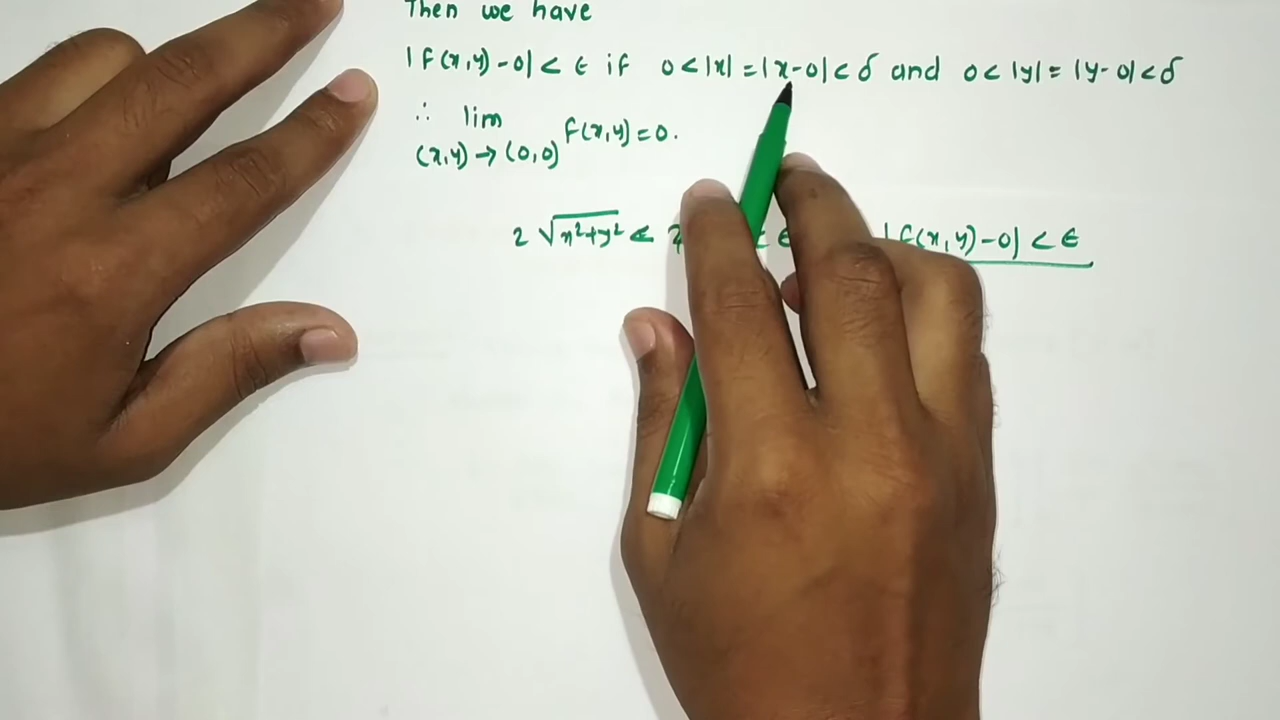 Then we have
|f(x,y)-0| < ϵ if 0<|x| = |x-0| < δ and 0<|y| = |y-0| < δ
∴ lim f(x,y) = 0.
(x,y) → (0,0)
2 √x²+y² < |f(x,y)-0| < ϵ